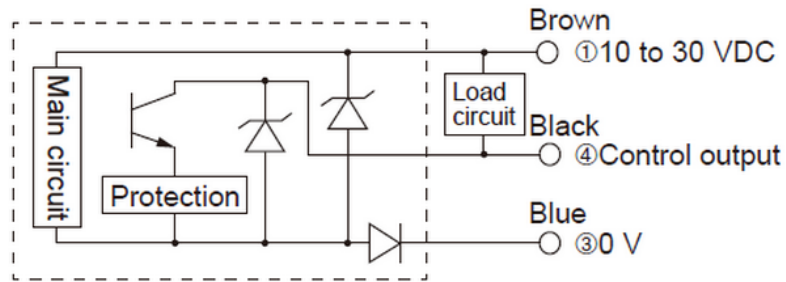 Brown
①10 to 30 VDC
Main circuit
Load
circuit
Black
④Control output
Protection
Blue
③0 V